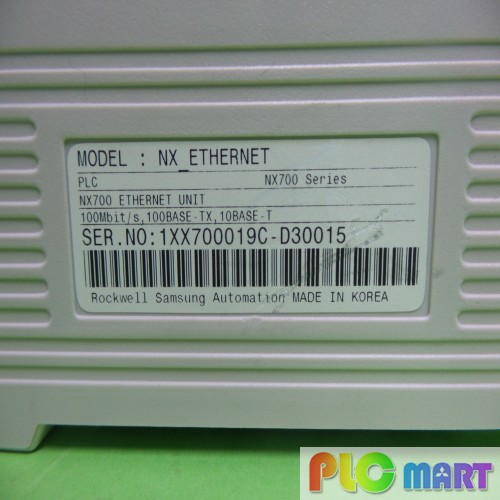 MODEL : NX_ETHERNET
PLC NX700 Series
NX700 ETHERNET UNIT
100Mbit/s,100BASE-TX,10BASE-T
SER.NO:1XX700019C-D30015
Rockwell Samsung Automation MADE IN KOREA
PLC MART